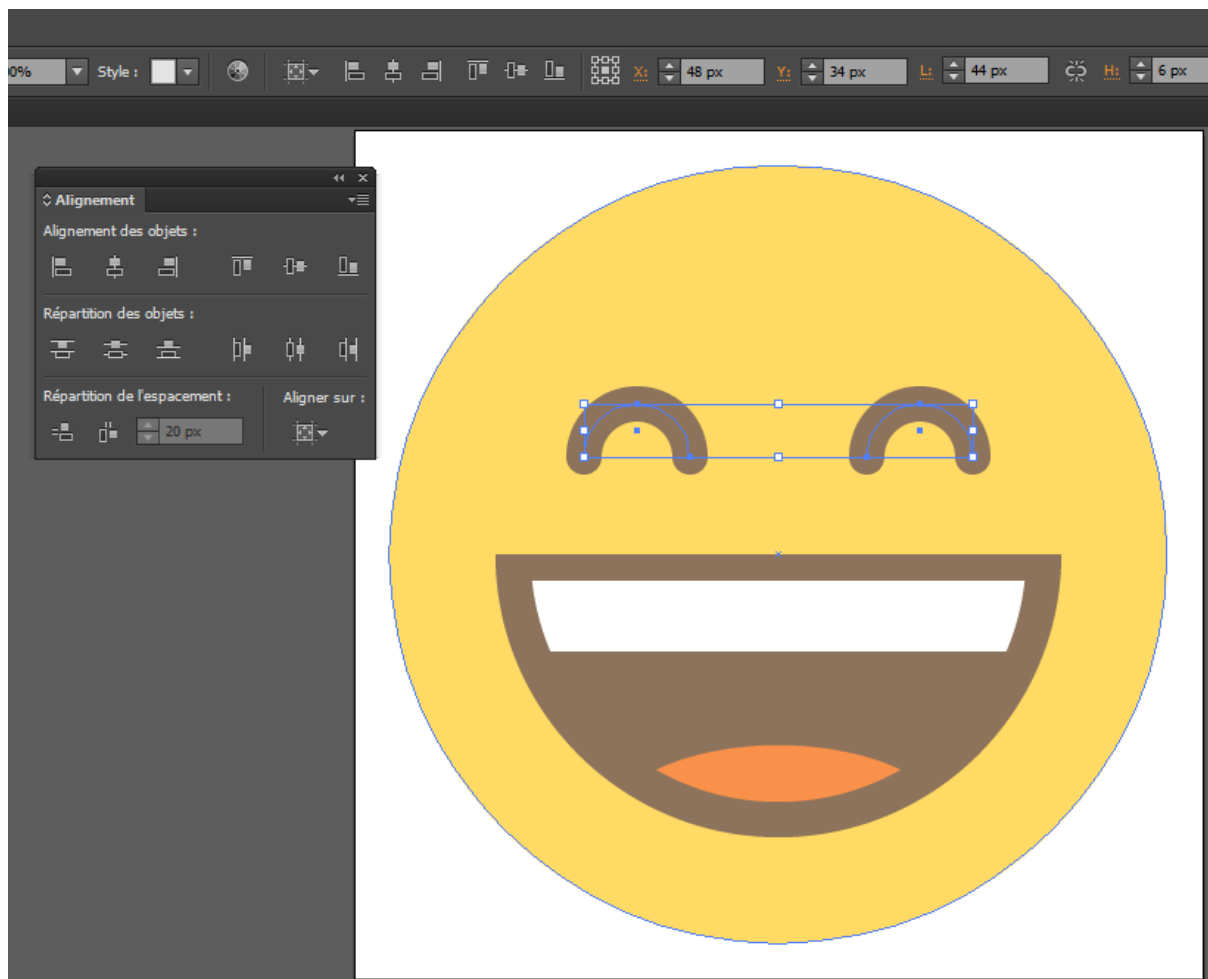 00% Style : X: 48 px Y: 34 px L: 44 px H: 6 px
Alignement
Alignement des objets :
Répartition des objets :
Répartition de l'espacement : Aligner sur :
20 px